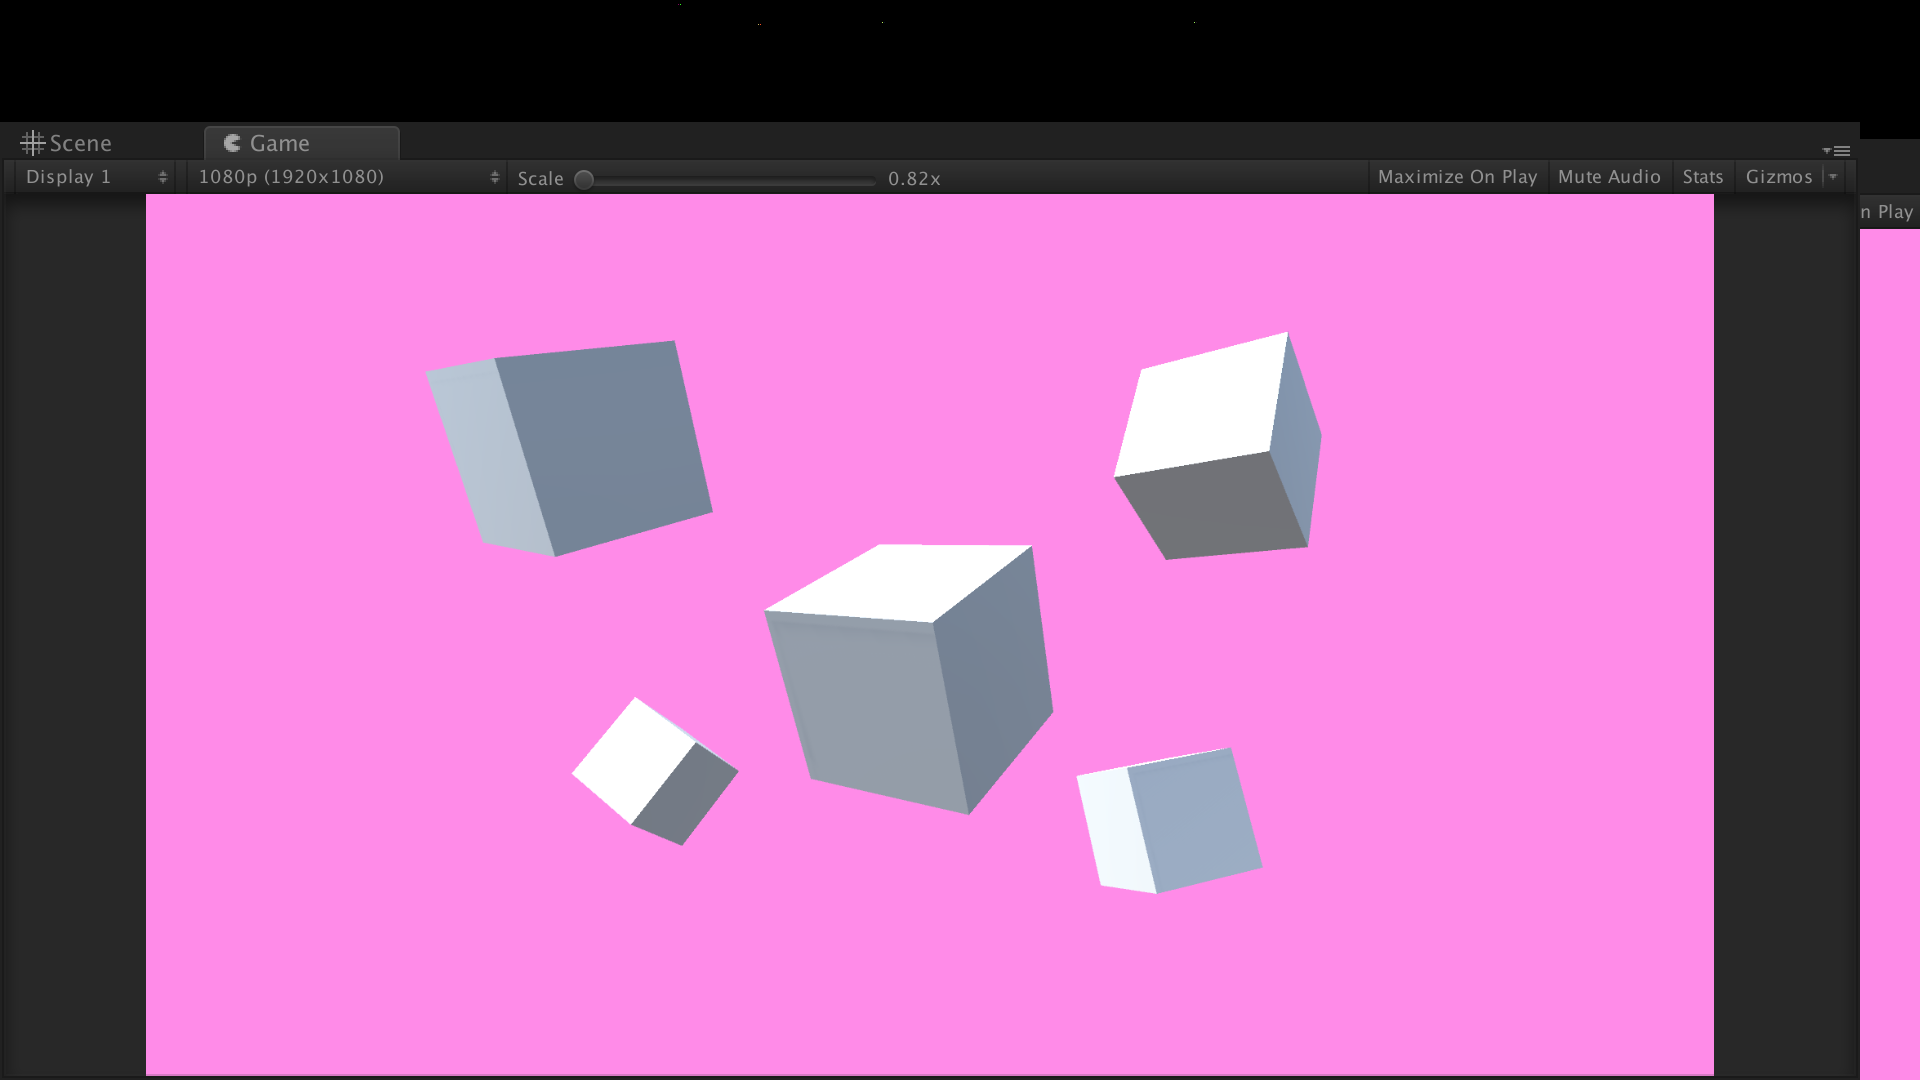 Scene Game
Display 1 1080p (1920x1080) Scale 0.82x Maximize On Play Mute Audio Stats Gizmos
n Play